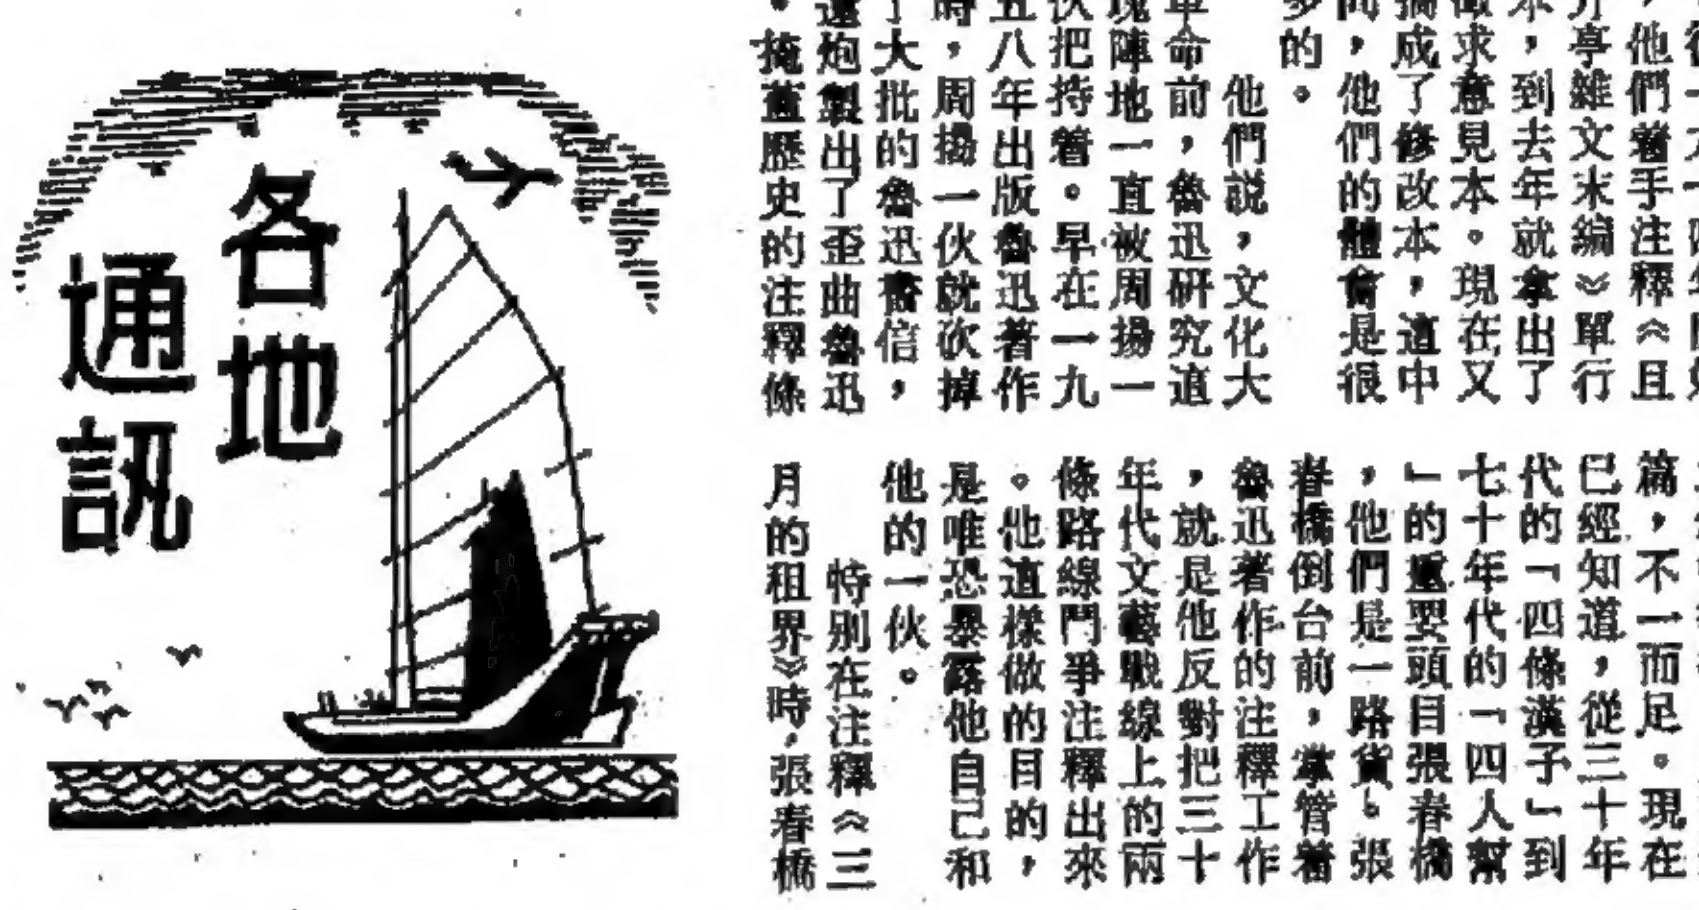 ，他們着手注釋《且
介亭雜文末編》單行
本，到去年就拿出了
徵求意見本。現在又
搞成了修改本，這中
間，他們的體會是很
多的。
他們説，文化大
革命前，魯迅研究這
塊陣地一直被周揚一
伙把持着。早在一九
五八年出版魯迅著作
時，周揚一伙就砍掉
了大批的魯迅書信，
還炮製出了歪曲魯迅
。掩蓋歷史的注釋條
篇，不一而足。現在
已經知道，從三十年
代的「四條漢子」到
七十年代的「四人幫
」的重要頭目張春橋
，他們是一路貨。張
春橋倒台前，掌管着
魯迅著作的注釋工作
，就是他反對把三十
年代文藝戰線上的兩
條路線鬥爭注釋出來
。他這樣做的目的，
是唯恐暴露他自己和
他的一伙。
特别在注釋《三
月的租界》時，張春橋
各地
通訊